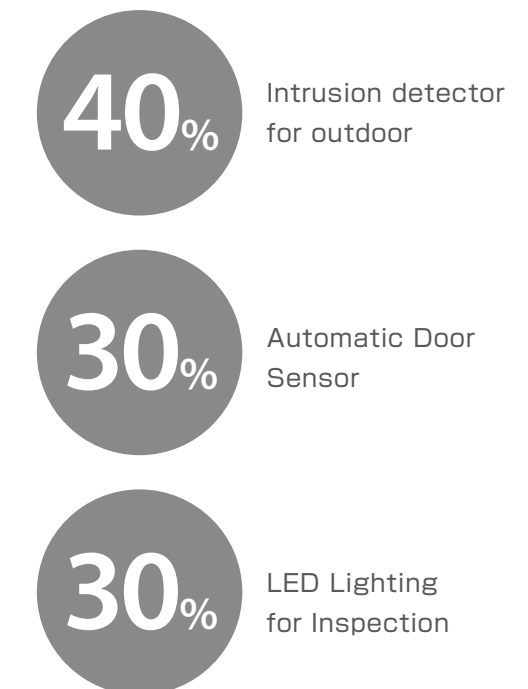 40%
Intrusion detector
for outdoor
30%
Automatic Door
Sensor
30%
LED Lighting
for Inspection